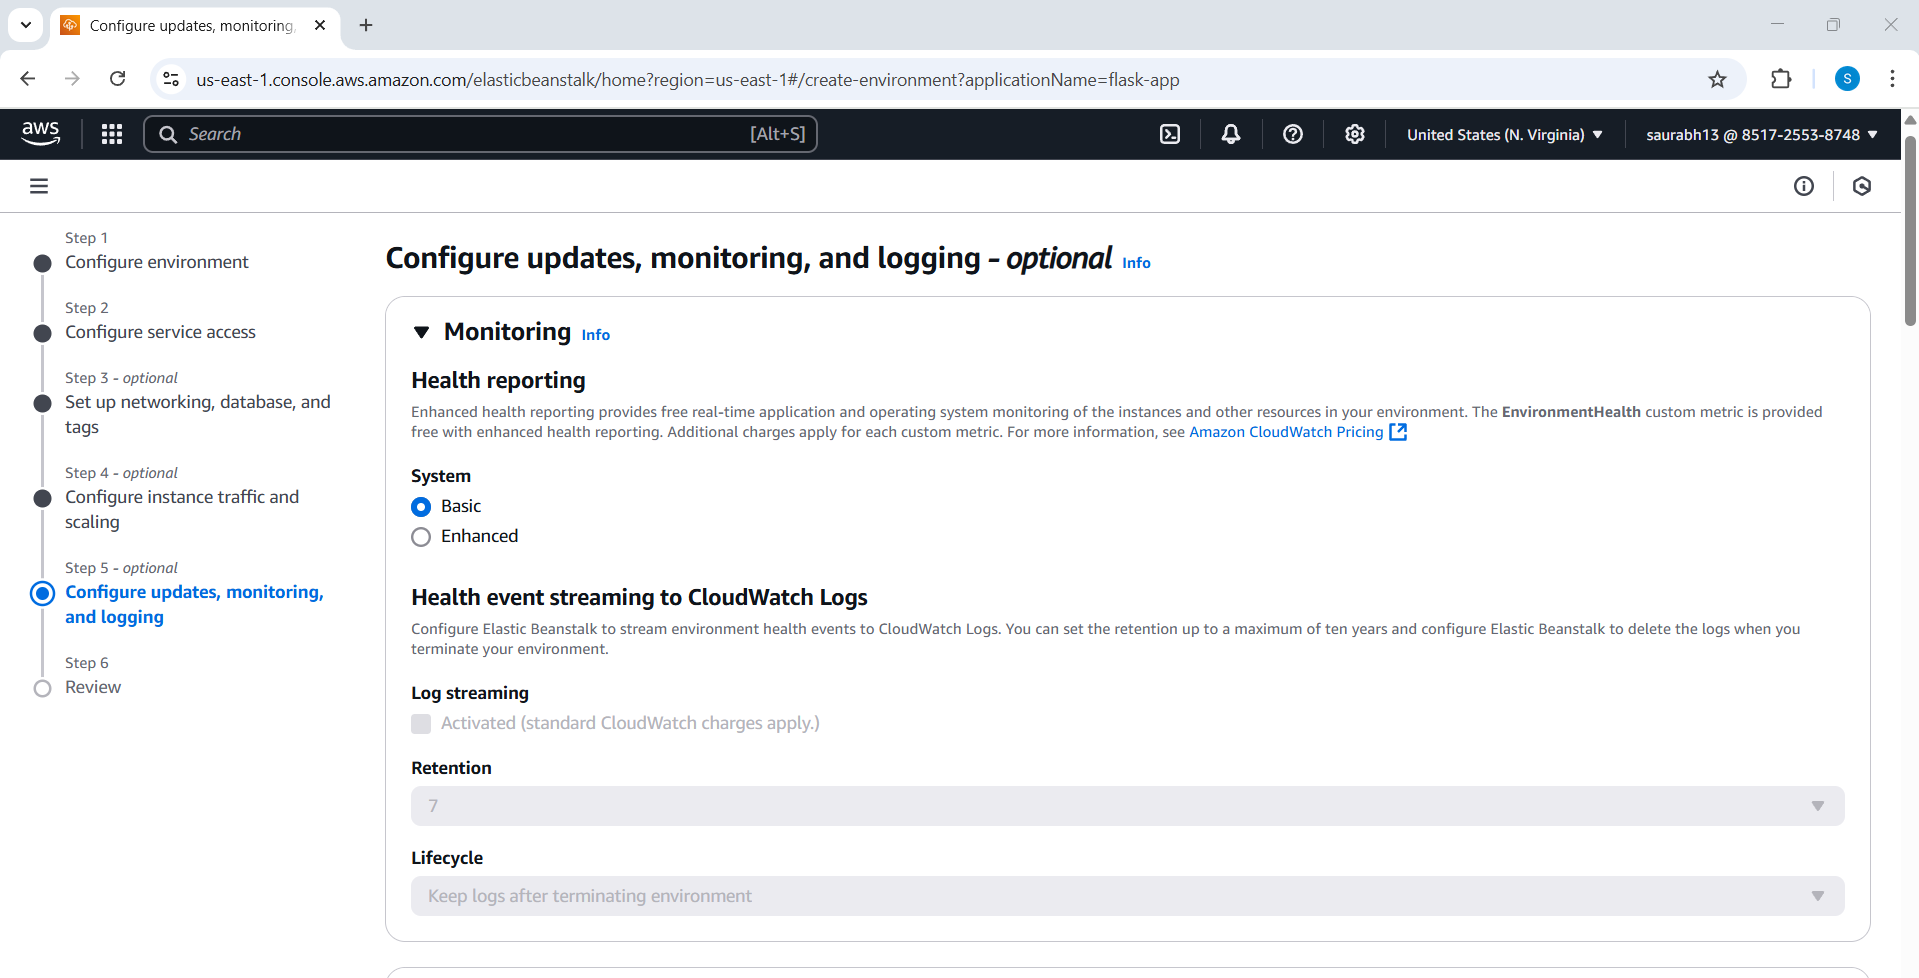 Configure updates, monitoring,
us-east-1.console.aws.amazon.com/elasticbeanstalk/home?region=us-east-1#/create-environment?applicationName=flask-app
S
aws
Search
[Alt+S]
United States (N. Virginia)
saurabh13 @ 8517-2553-8748
Step 1
Configure environment
Step 2
Configure service access
Step 3 - optional
Set up networking, database, and
tags
Step 4 - optional
Configure instance traffic and
scaling
Step 5 - optional
Configure updates, monitoring,
and logging
Step 6
Review
Configure updates, monitoring, and logging - optional Info
Monitoring Info
Health reporting
Enhanced health reporting provides free real-time application and operating system monitoring of the instances and other resources in your environment. The EnvironmentHealth custom metric is provided
free with enhanced health reporting. Additional charges apply for each custom metric. For more information, see Amazon CloudWatch Pricing
System
Basic
Enhanced
Health event streaming to CloudWatch Logs
Configure Elastic Beanstalk to stream environment health events to CloudWatch Logs. You can set the retention up to a maximum of ten years and configure Elastic Beanstalk to delete the logs when you
terminate your environment.
Log streaming
Activated (standard CloudWatch charges apply.)
Retention
7
Lifecycle
Keep logs after terminating environment